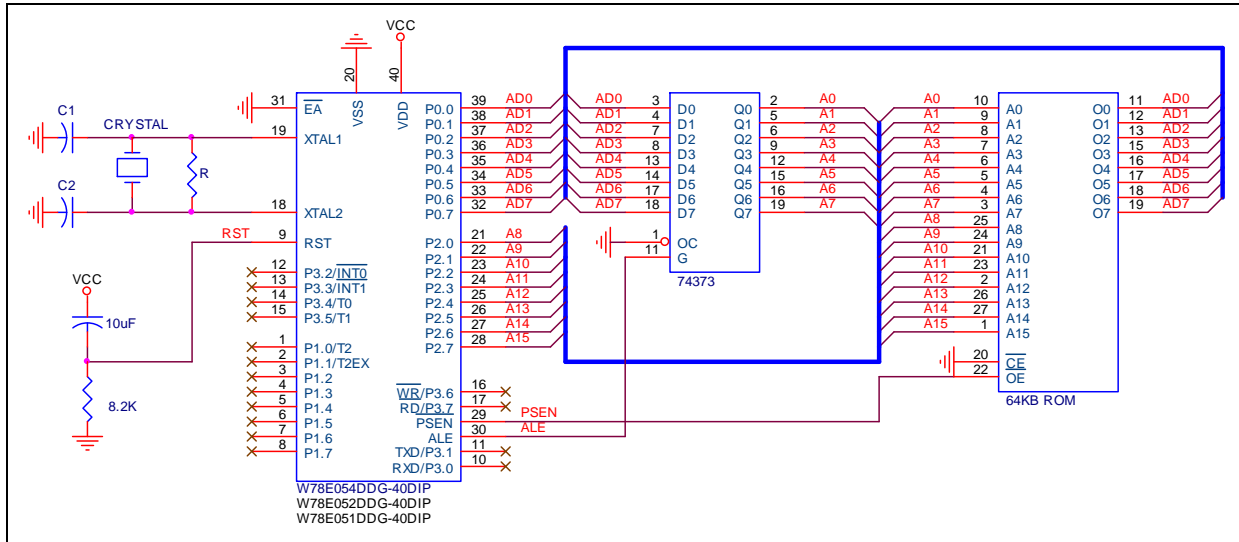 VCC
20
40
VSS
VDD
31
EA
C1
CRYSTAL
19
XTAL1
R
C2
18
XTAL2
RST
9
RST
12
P3.2/INT0
13
P3.3/INT1
14
P3.4/T0
15
P3.5/T1
VCC
10uF
8.2K
1
P1.0/T2
2
P1.1/T2EX
3
P1.2
4
P1.3
5
P1.4
6
P1.5
7
P1.6
8
P1.7
P0.0 39 AD0
P0.1 38 AD1
P0.2 37 AD2
P0.3 36 AD3
P0.4 35 AD4
P0.5 34 AD5
P0.6 33 AD6
P0.7 32 AD7
P2.0 21 A8
P2.1 22 A9
P2.2 23 A10
P2.3 24 A11
P2.4 25 A12
P2.5 26 A13
P2.6 27 A14
P2.7 28 A15
WR/P3.6 16
RD/P3.7 17
PSEN 29 PSEN
ALE 30 ALE
TXD/P3.1 11
RXD/P3.0 10
W78E054DDG-40DIP
W78E052DDG-40DIP
W78E051DDG-40DIP
AD0 3 D0 Q0 2 A0
AD1 4 D1 Q1 5 A1
AD2 7 D2 Q2 6 A2
AD3 8 D3 Q3 9 A3
AD4 13 D4 Q4 12 A4
AD5 14 D5 Q5 15 A5
AD6 17 D6 Q6 16 A6
AD7 18 D7 Q7 19 A7
1 OC
11 G
74373
A0 10 A0 O0 11 AD0
A1 9 A1 O1 12 AD1
A2 8 A2 O2 13 AD2
A3 7 A3 O3 15 AD3
A4 6 A4 O4 16 AD4
A5 5 A5 O5 17 AD5
A6 4 A6 O6 18 AD6
A7 3 A7 O7 19 AD7
A8 25 A8
A9 24 A9
A10 21 A10
A11 23 A11
A12 2 A12
A13 26 A13
A14 27 A14
A15 1 A15
20 CE
22 OE
64KB ROM